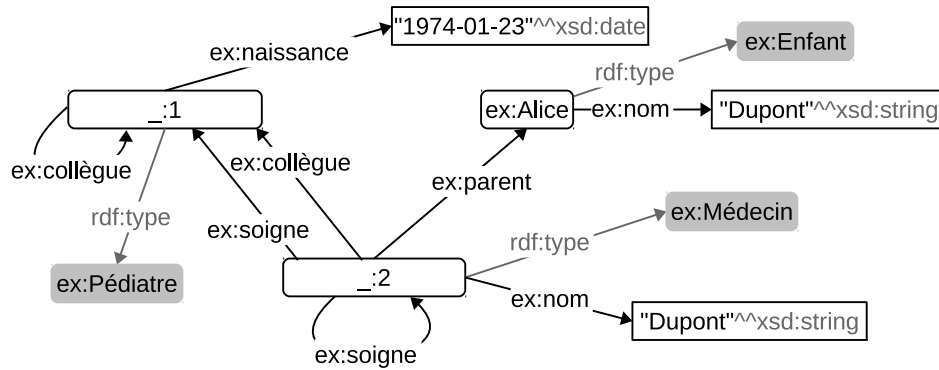 "1974-01-23"^^xsd:date
ex:Enfant
ex:naissance
rdf:type
_:1
ex:Alice
ex:nom
"Dupont"^^xsd:string
ex:collègue
ex:collègue
ex:parent
rdf:type
ex:soigne
ex:Médecin
rdf:type
ex:Pédiatre
_:2
ex:nom
"Dupont"^^xsd:string
ex:soigne